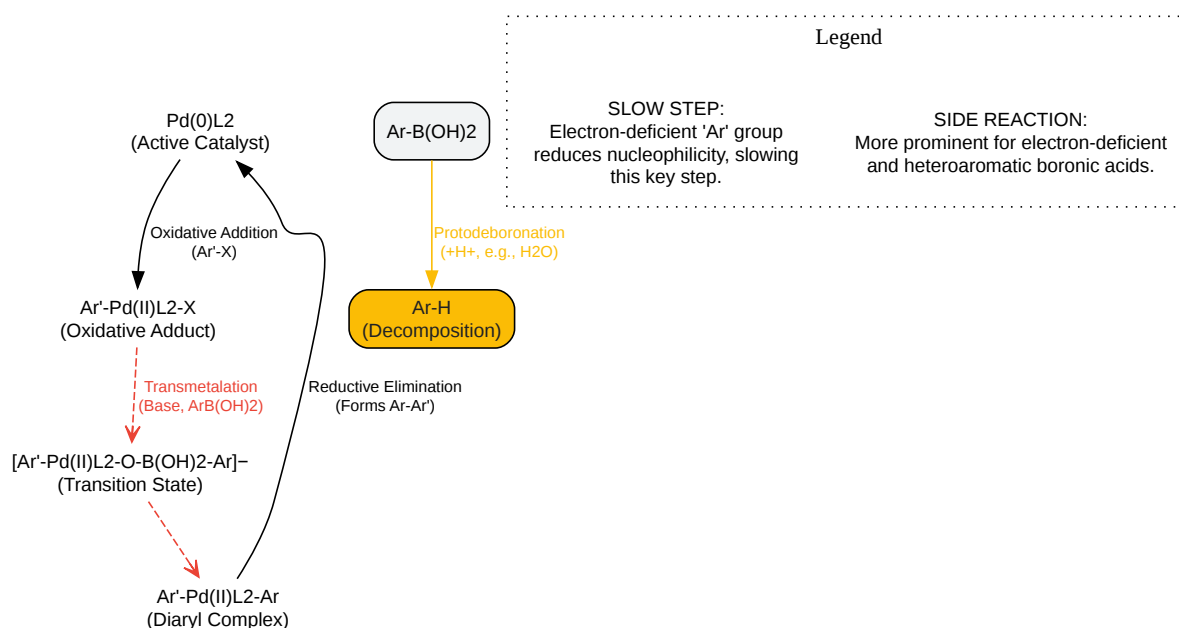 Legend
SLOW STEP:
Electron-deficient 'Ar' group
reduces nucleophilicity, slowing
this key step.
SIDE REACTION:
More prominent for electron-deficient
and heteroaromatic boronic acids.
Pd(0)L2
(Active Catalyst)
Ar-B(OH)2
Oxidative Addition
(Ar'-X)
Protodeboronation
(+H+, e.g., H2O)
Ar'-Pd(II)L2-X
(Oxidative Adduct)
Ar-H
(Decomposition)
Transmetalation
(Base, ArB(OH)2)
Reductive Elimination
(Forms Ar-Ar')
[Ar'-Pd(II)L2-O-B(OH)2-Ar]−
(Transition State)
Ar'-Pd(II)L2-Ar
(Diaryl Complex)